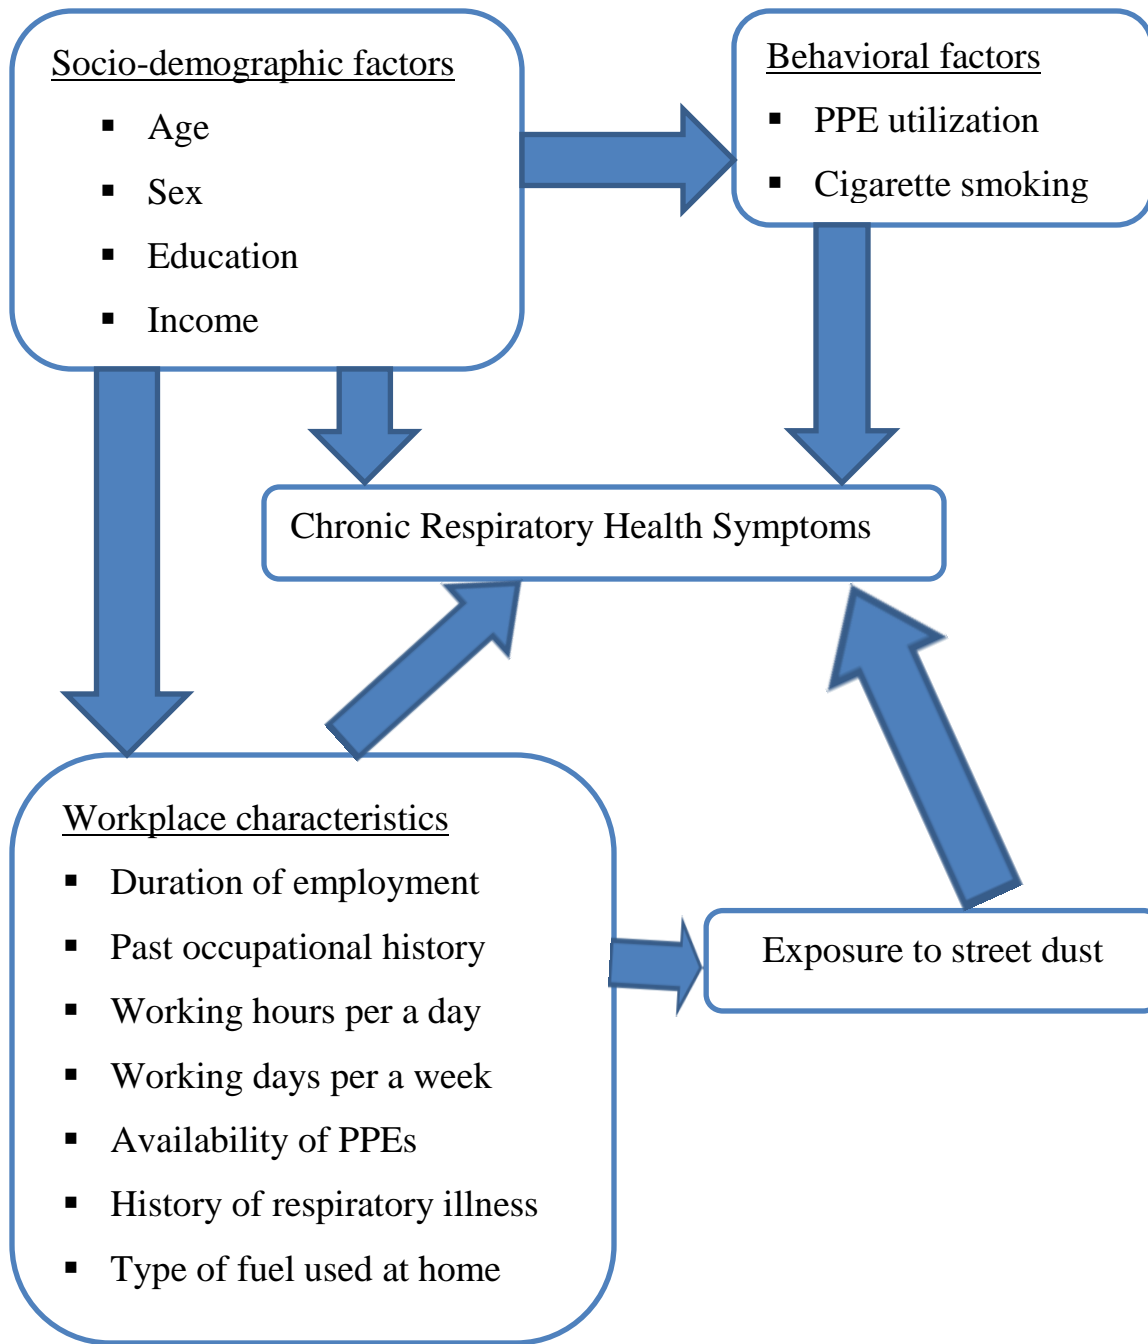 Socio-demographic factors
▪ Age
▪ Sex
▪ Education
▪ Income
Behavioral factors
▪ PPE utilization
▪ Cigarette smoking
Chronic Respiratory Health Symptoms
Workplace characteristics
▪ Duration of employment
▪ Past occupational history
▪ Working hours per a day
▪ Working days per a week
▪ Availability of PPEs
▪ History of respiratory illness
▪ Type of fuel used at home
Exposure to street dust